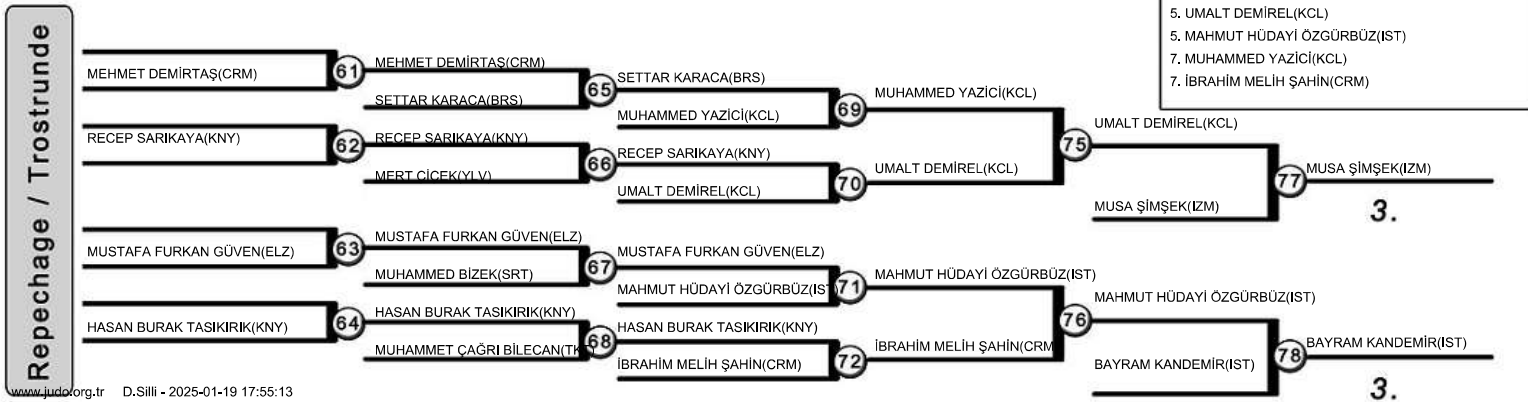 5. UMALT DEMİREL(KCL)
5. MAHMUT HÜDAYİ ÖZGÜRBÜZ(IST)
7. MUHAMMED YAZİCİ(KCL)
7. İBRAHİM MELİH ŞAHİN(CRM)
Repechage / Trostrunde
MEHMET DEMİRTAŞ(CRM)
61
MEHMET DEMİRTAŞ(CRM)
SETTAR KARACA(BRS)
65
SETTAR KARACA(BRS)
MUHAMMED YAZİCİ(KCL)
69
MUHAMMED YAZİCİ(KCL)
RECEP SARIKAYA(KNY)
62
RECEP SARIKAYA(KNY)
MERT CİCEK(YLV)
66
RECEP SARIKAYA(KNY)
UMALT DEMİREL(KCL)
70
UMALT DEMİREL(KCL)
75
UMALT DEMİREL(KCL)
MUSA ŞİMŞEK(IZM)
77
MUSA ŞİMŞEK(IZM)
3.
MUSTAFA FURKAN GÜVEN(ELZ)
63
MUSTAFA FURKAN GÜVEN(ELZ)
MUHAMMED BİZEK(SRT)
67
MUSTAFA FURKAN GÜVEN(ELZ)
MAHMUT HÜDAYİ ÖZGÜRBÜZ(IST)
71
MAHMUT HÜDAYİ ÖZGÜRBÜZ(IST)
HASAN BURAK TASIKIRIK(KNY)
64
HASAN BURAK TASIKIRIK(KNY)
MUHAMMET ÇAĞRI BİLECAN(TKT)
68
HASAN BURAK TASIKIRIK(KNY)
İBRAHİM MELİH ŞAHİN(CRM)
72
İBRAHİM MELİH ŞAHİN(CRM
76
MAHMUT HÜDAYİ ÖZGÜRBÜZ(IST)
BAYRAM KANDEMİR(IST)
78
BAYRAM KANDEMİR(IST)
3.
www.judo.org.tr D.Silli - 2025-01-19 17:55:13